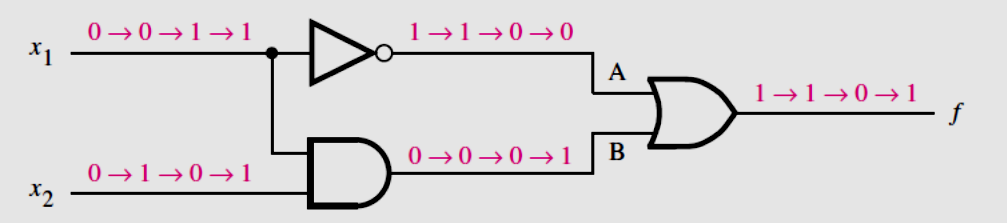 0 → 0 → 1 → 1
1 → 1 → 0 → 0
x₁
A
1 → 1 → 0 → 1
f
0 → 0 → 0 → 1
B
0 → 1 → 0 → 1
x₂